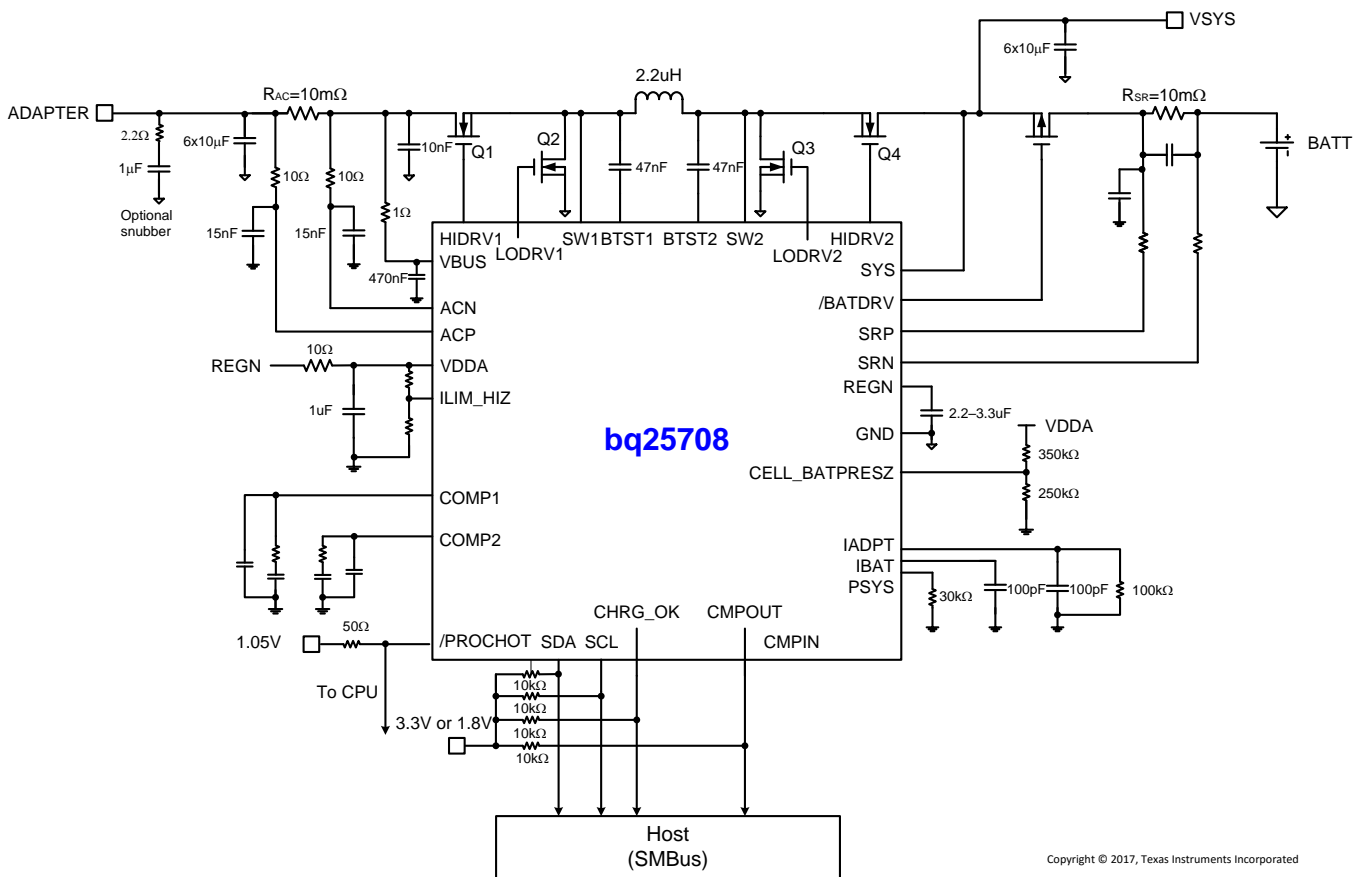 VSYS
6x10μF
2.2uH
ADAPTER
RAC=10mΩ
RSR=10mΩ
2.2Ω
6x10μF
10nF
Q1
Q2
Q3
Q4
BATT
1μF
10Ω
10Ω
47nF
47nF
Optional
snubber
1Ω
15nF
15nF
470nF
HIDRV1
LODRV1
SW1
BTST1
BTST2
SW2
LODRV2
HIDRV2
VBUS
SYS
ACN
/BATDRV
ACP
SRP
REGN
10Ω
VDDA
SRN
ILIM_HIZ
REGN
1uF
2.2–3.3uF
bq25708
GND
VDDA
350kΩ
CELL_BATPRESZ
250kΩ
COMP1
COMP2
IADPT
IBAT
PSYS
30kΩ
100pF
100pF
100kΩ
CHRG_OK
CMPOUT
1.05V
50Ω
/PROCHOT
SDA
SCL
CMPIN
To CPU
10kΩ
10kΩ
3.3V or 1.8V
10kΩ
10kΩ
Host
(SMBus)
Copyright © 2017, Texas Instruments Incorporated